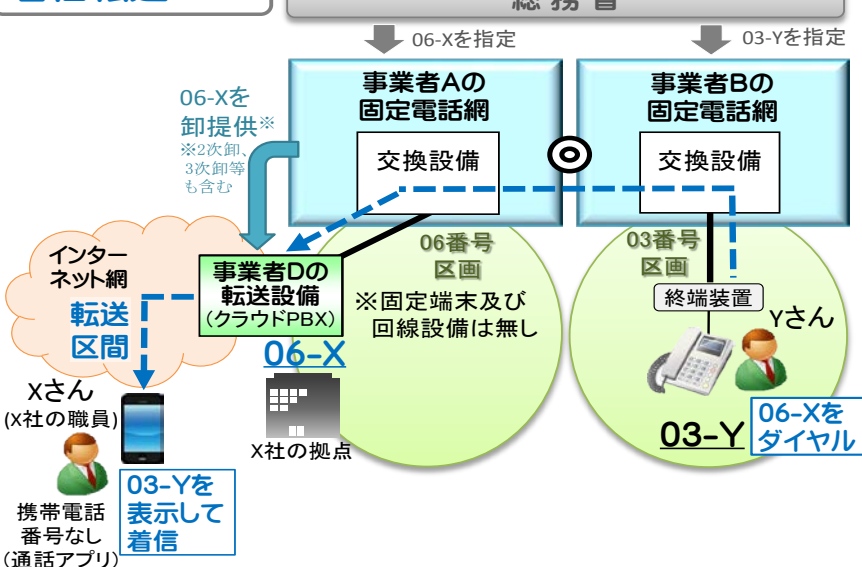 06-Xを指定
03-Yを指定
事業者Aの
固定電話網
交換設備
事業者Bの
固定電話網
交換設備
06-Xを
卸提供※
※2次卸、
3次卸等
も含む
インター
ネット網
転送
区間
事業者Dの
転送設備
(クラウドPBX)
06-X
X社の拠点
06番号
区画
※固定端末及び
回線設備は無し
03番号
区画
終端装置
Yさん
03-Y
06-Xを
ダイヤル
Xさん
(X社の職員)
携帯電話
番号なし
(通話アプリ)
03-Yを
表示して
着信